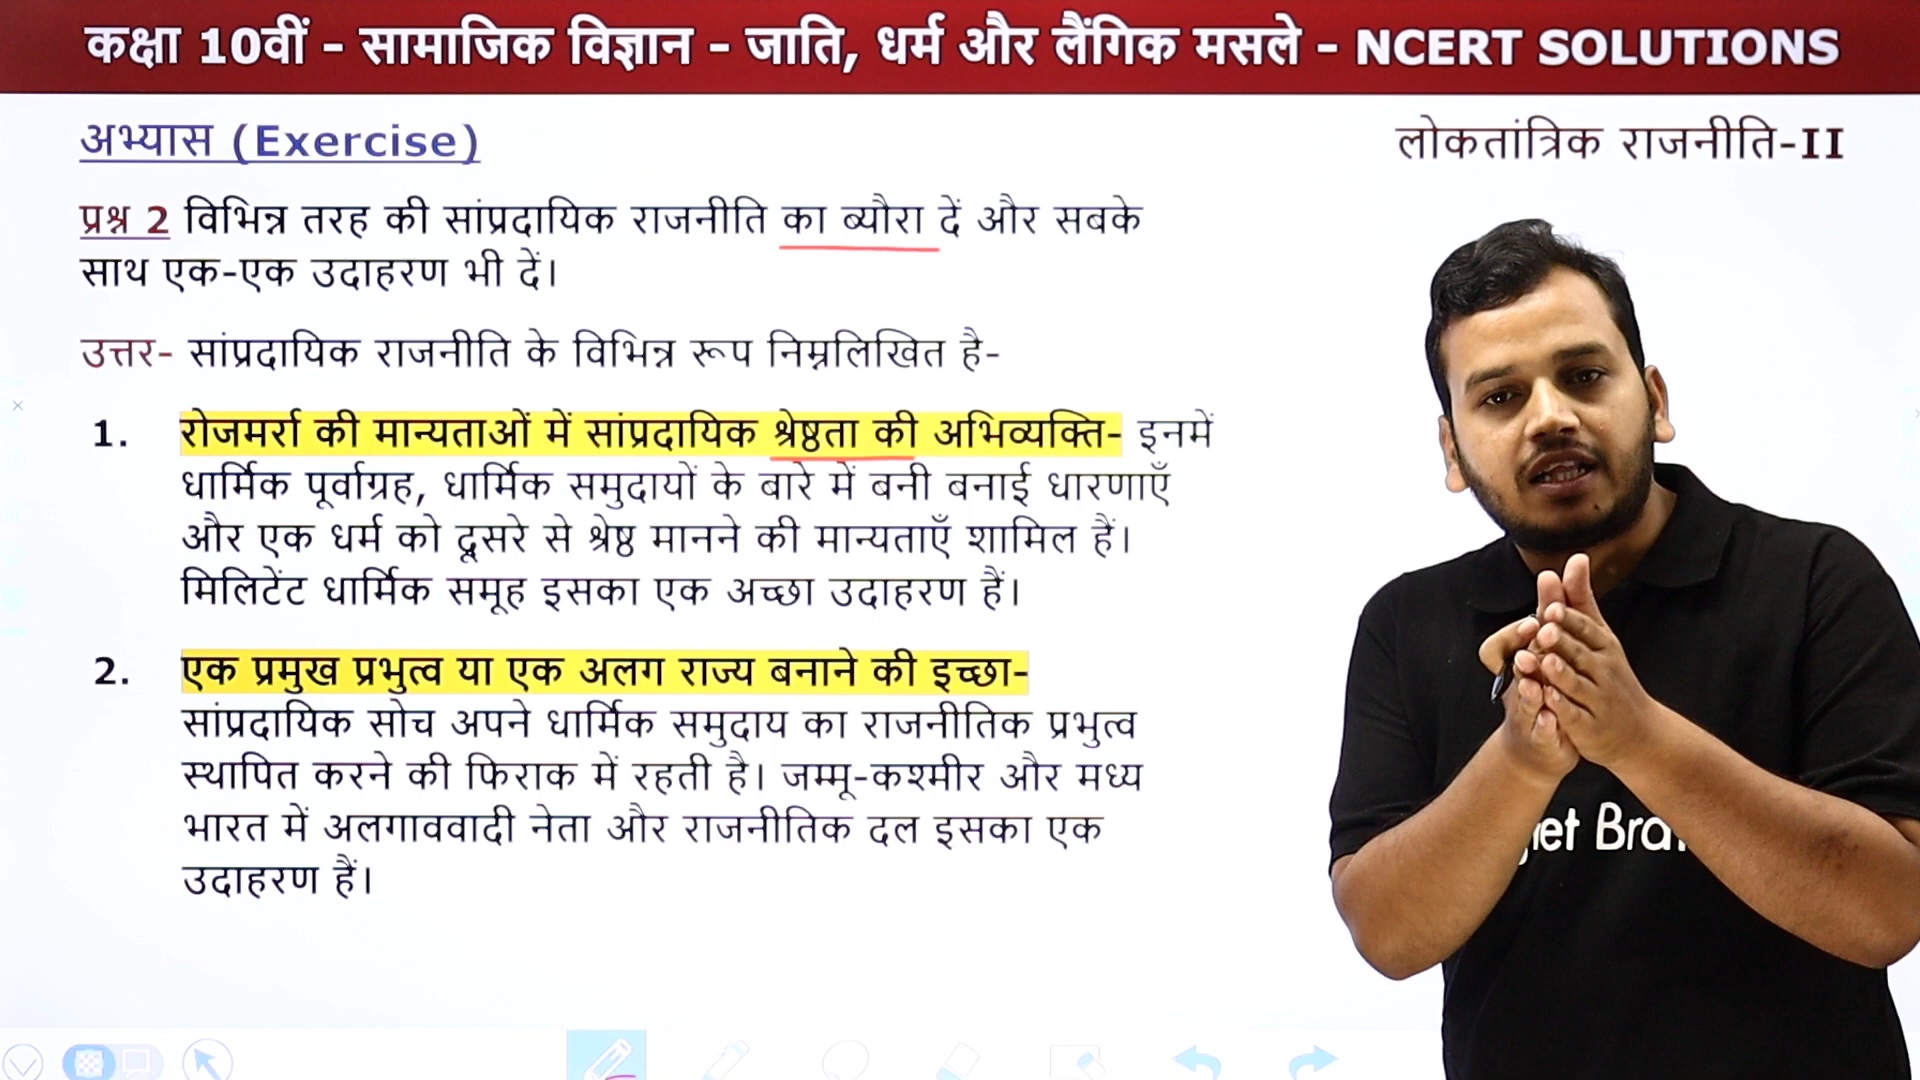 कक्षा 10वीं - सामाजिक विज्ञान - जाति, धर्म और लैंगिक मसले - NCERT SOLUTIONS
अभ्यास (Exercise)
लोकतांत्रिक राजनीति-II
प्रश्न 2 विभिन्न तरह की सांप्रदायिक राजनीति का ब्यौरा दें और सबके
साथ एक-एक उदाहरण भी दें।
उत्तर- सांप्रदायिक राजनीति के विभिन्न रूप निम्नलिखित है-
1. रोजमर्रा की मान्यताओं में सांप्रदायिक श्रेष्ठता की अभिव्यक्ति- इनमें
धार्मिक पूर्वाग्रह, धार्मिक समुदायों के बारे में बनी बनाई धारणाएँ
और एक धर्म को दूसरे से श्रेष्ठ मानने की मान्यताएँ शामिल हैं।
मिलिटेंट धार्मिक समूह इसका एक अच्छा उदाहरण हैं।
2. एक प्रमुख प्रभुत्व या एक अलग राज्य बनाने की इच्छा-
सांप्रदायिक सोच अपने धार्मिक समुदाय का राजनीतिक प्रभुत्व
स्थापित करने की फिराक में रहती है। जम्मू-कश्मीर और मध्य
भारत में अलगाववादी नेता और राजनीतिक दल इसका एक
उदाहरण हैं।